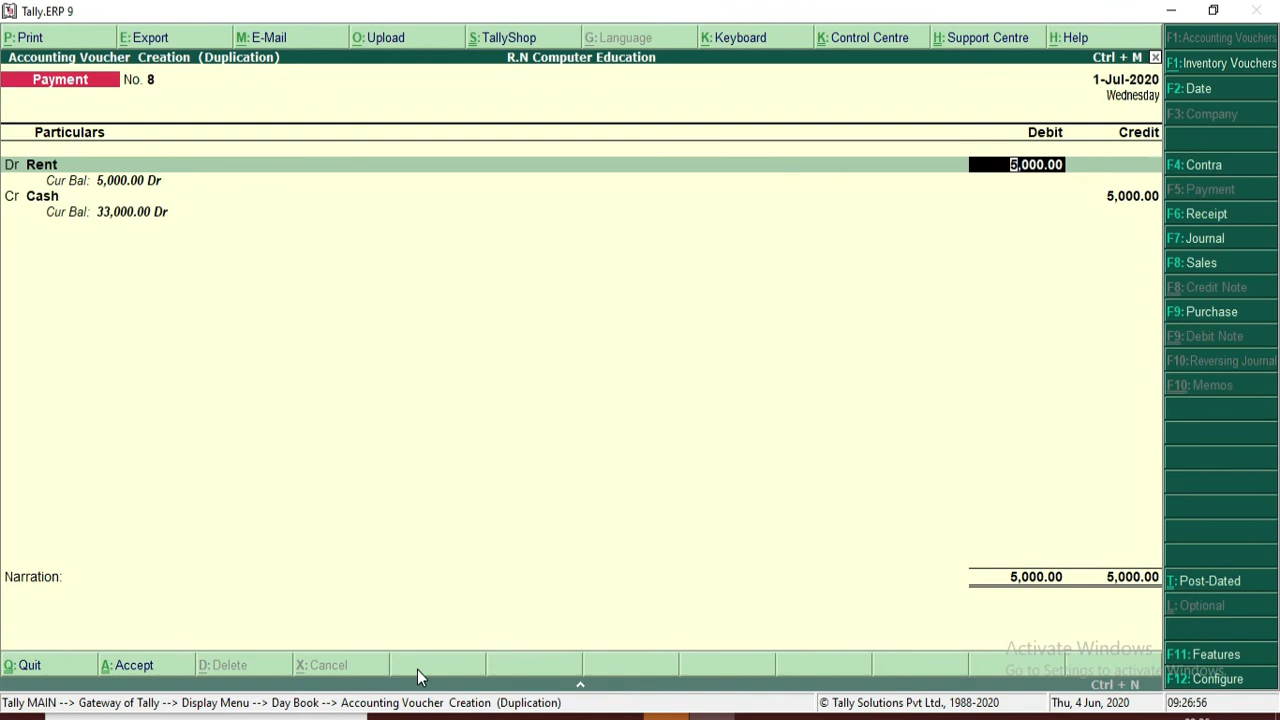 Tally.ERP 9
P: Print E: Export M: E-Mail O: Upload S: TallyShop G: Language K: Keyboard K: Control Centre H: Support Centre H: Help
Accounting Voucher Creation (Duplication) R.N Computer Education Ctrl + M
Payment No. 8 1-Jul-2020
Wednesday
Particulars Debit Credit
Dr Rent 5,000.00
Cur Bal: 5,000.00 Dr
Cr Cash 5,000.00
Cur Bal: 33,000.00 Dr
Narration: 5,000.00 5,000.00
F1: Accounting Vouchers
F1: Inventory Vouchers
F2: Date
F3: Company
F4: Contra
F5: Payment
F6: Receipt
F7: Journal
F8: Sales
F8: Credit Note
F9: Purchase
F9: Debit Note
F10: Reversing Journal
F10: Memos
T: Post-Dated
L: Optional
F11: Features
F12: Configure
Activate Windows
Go to Settings to activate Windows.
Q: Quit A: Accept D: Delete X: Cancel
Ctrl + N
Tally MAIN --> Gateway of Tally --> Display Menu --> Day Book --> Accounting Voucher Creation (Duplication) © Tally Solutions Pvt Ltd., 1988-2020 Thu, 4 Jun, 2020 09:26:56